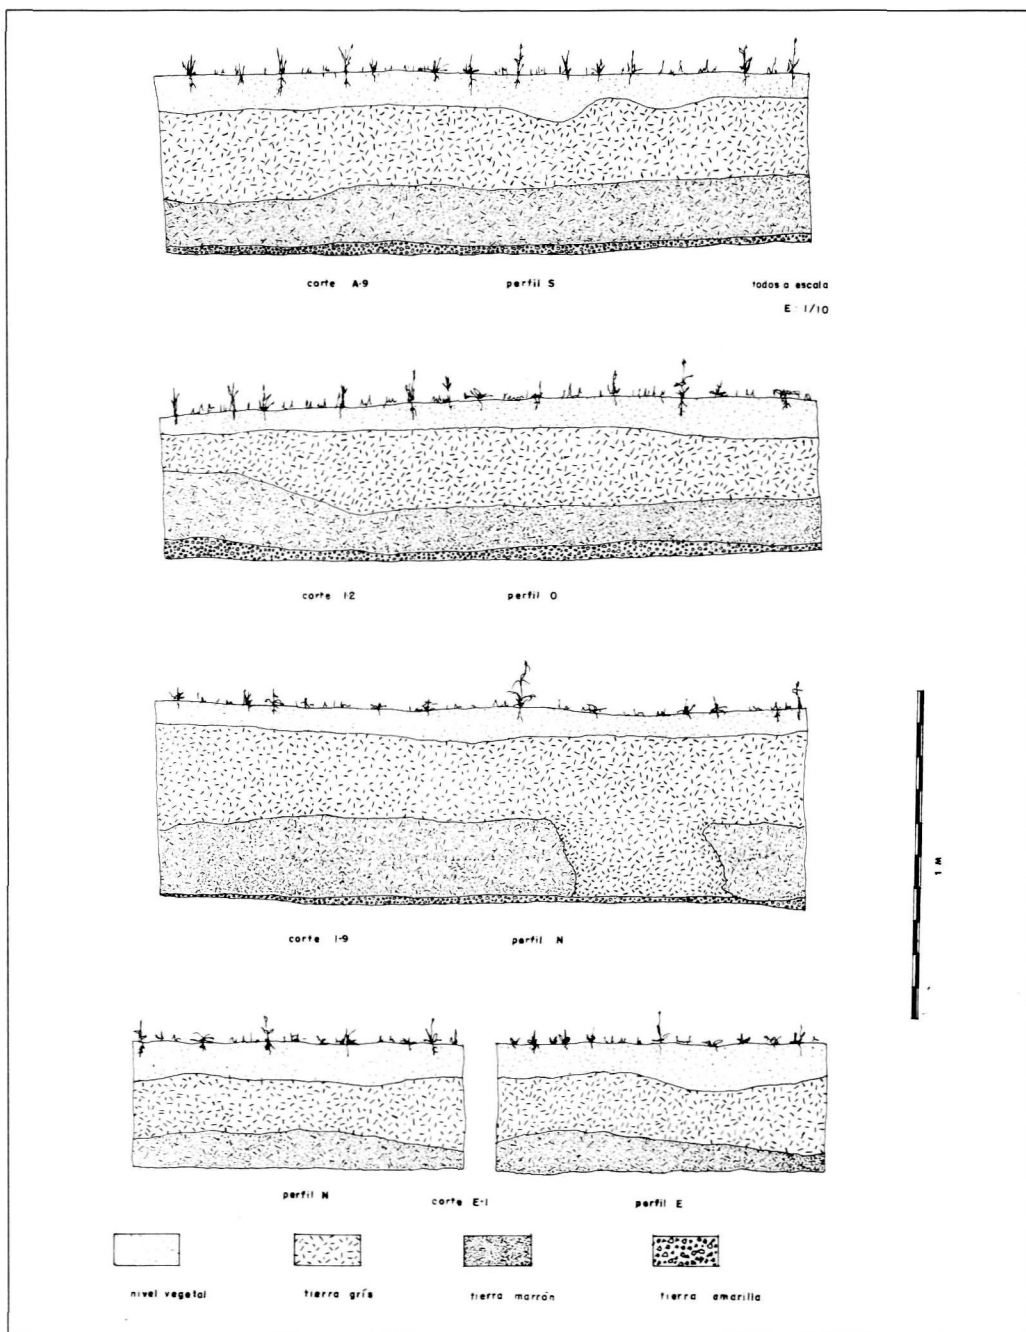 corte A-9 perfil S todos a escala
E: 1/10
corte I-2 perfil O
1 M
corte I-9 perfil N
perfil N corte E-1 perfil E
nivel vegetal tierra gris tierra marrón tierra amarilla